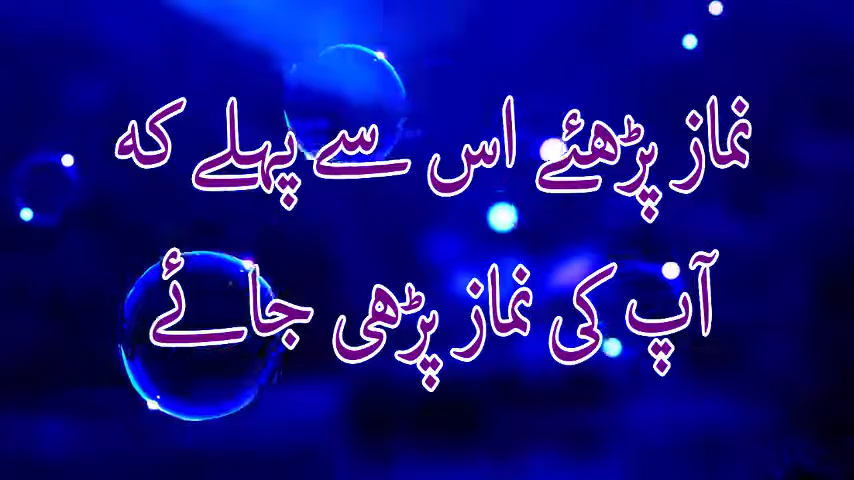 نماز پڑھئے اس سے پہلے کہ
آپ کی نماز پڑھی جائے